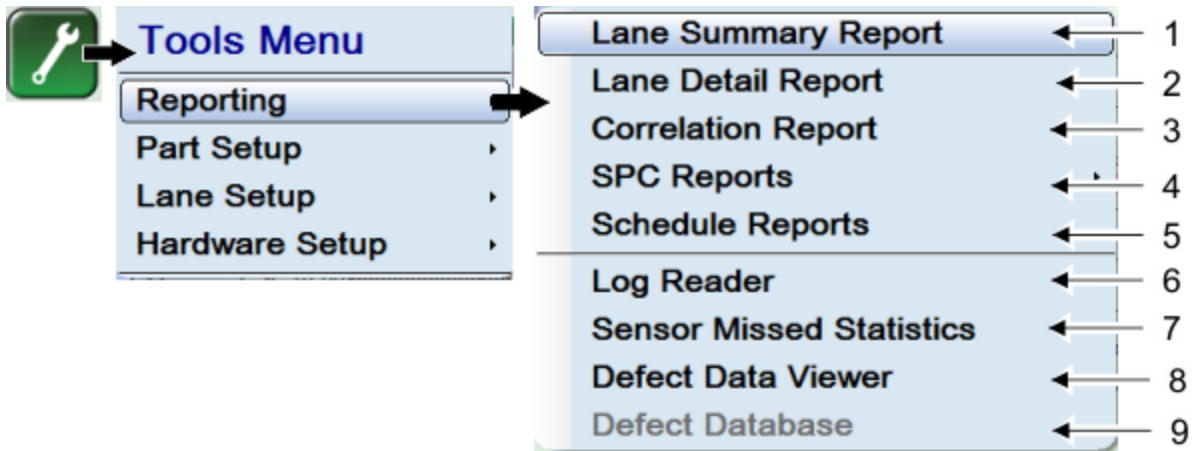 Tools Menu
Reporting
Part Setup
Lane Setup
Hardware Setup
Lane Summary Report 1
Lane Detail Report 2
Correlation Report 3
SPC Reports 4
Schedule Reports 5
Log Reader 6
Sensor Missed Statistics 7
Defect Data Viewer 8
Defect Database 9